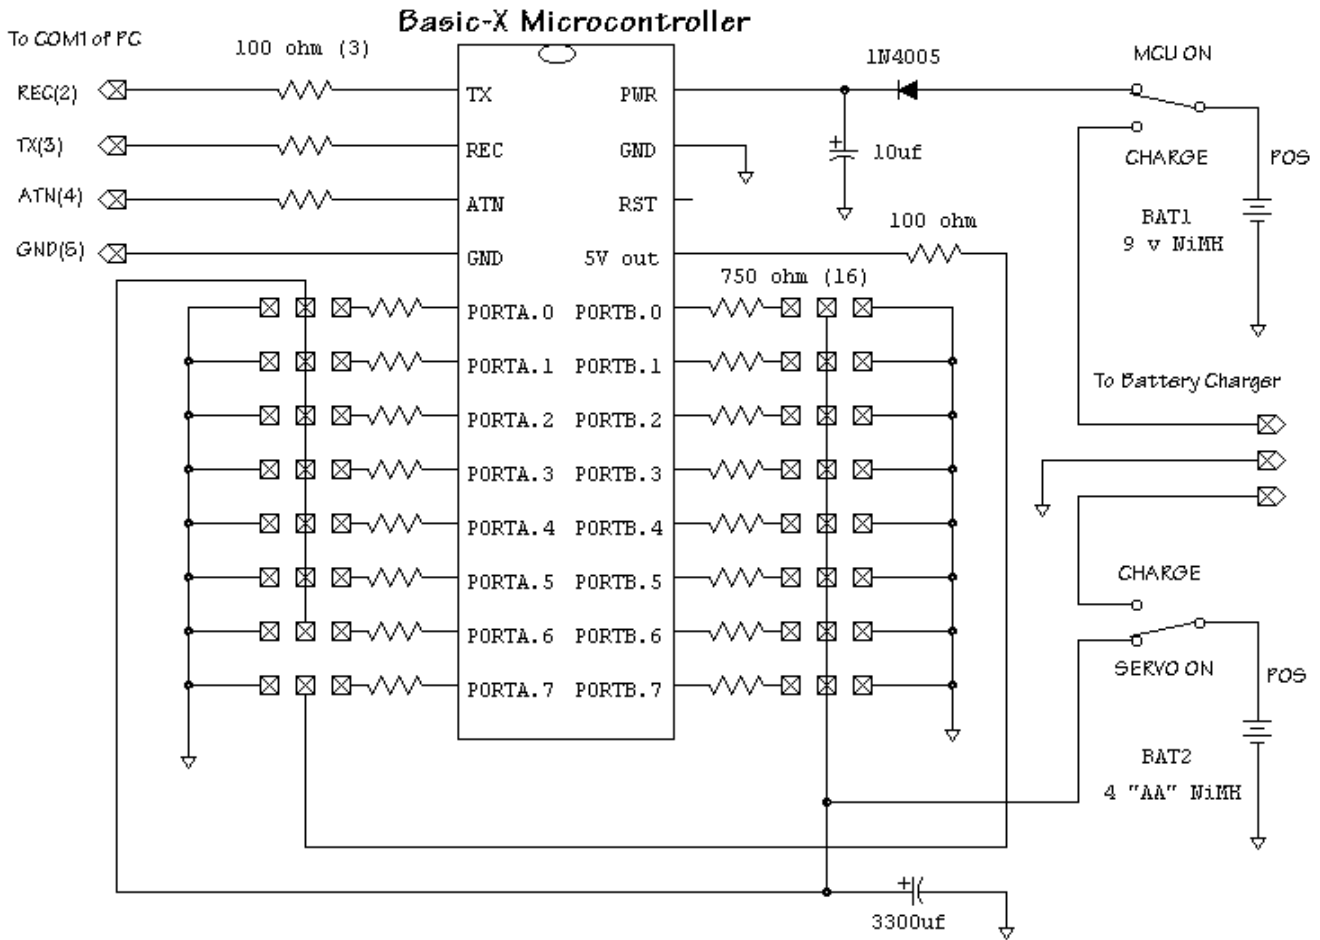 Basic-X Microcontroller
To COM1 of PC
100 ohm (3)
1N4005
MCU ON
REC(2)
TX
PWR
TX(3)
REC
GND
10uf
CHARGE
POS
ATN(4)
ATN
RST
100 ohm
BAT1
9 v NiMH
GND(5)
GND
5V out
750 ohm (16)
PORTA.0
PORTB.0
PORTA.1
PORTB.1
To Battery Charger
PORTA.2
PORTB.2
PORTA.3
PORTB.3
PORTA.4
PORTB.4
PORTA.5
PORTB.5
CHARGE
PORTA.6
PORTB.6
SERVO ON
POS
PORTA.7
PORTB.7
BAT2
4 "AA" NiMH
3300uf